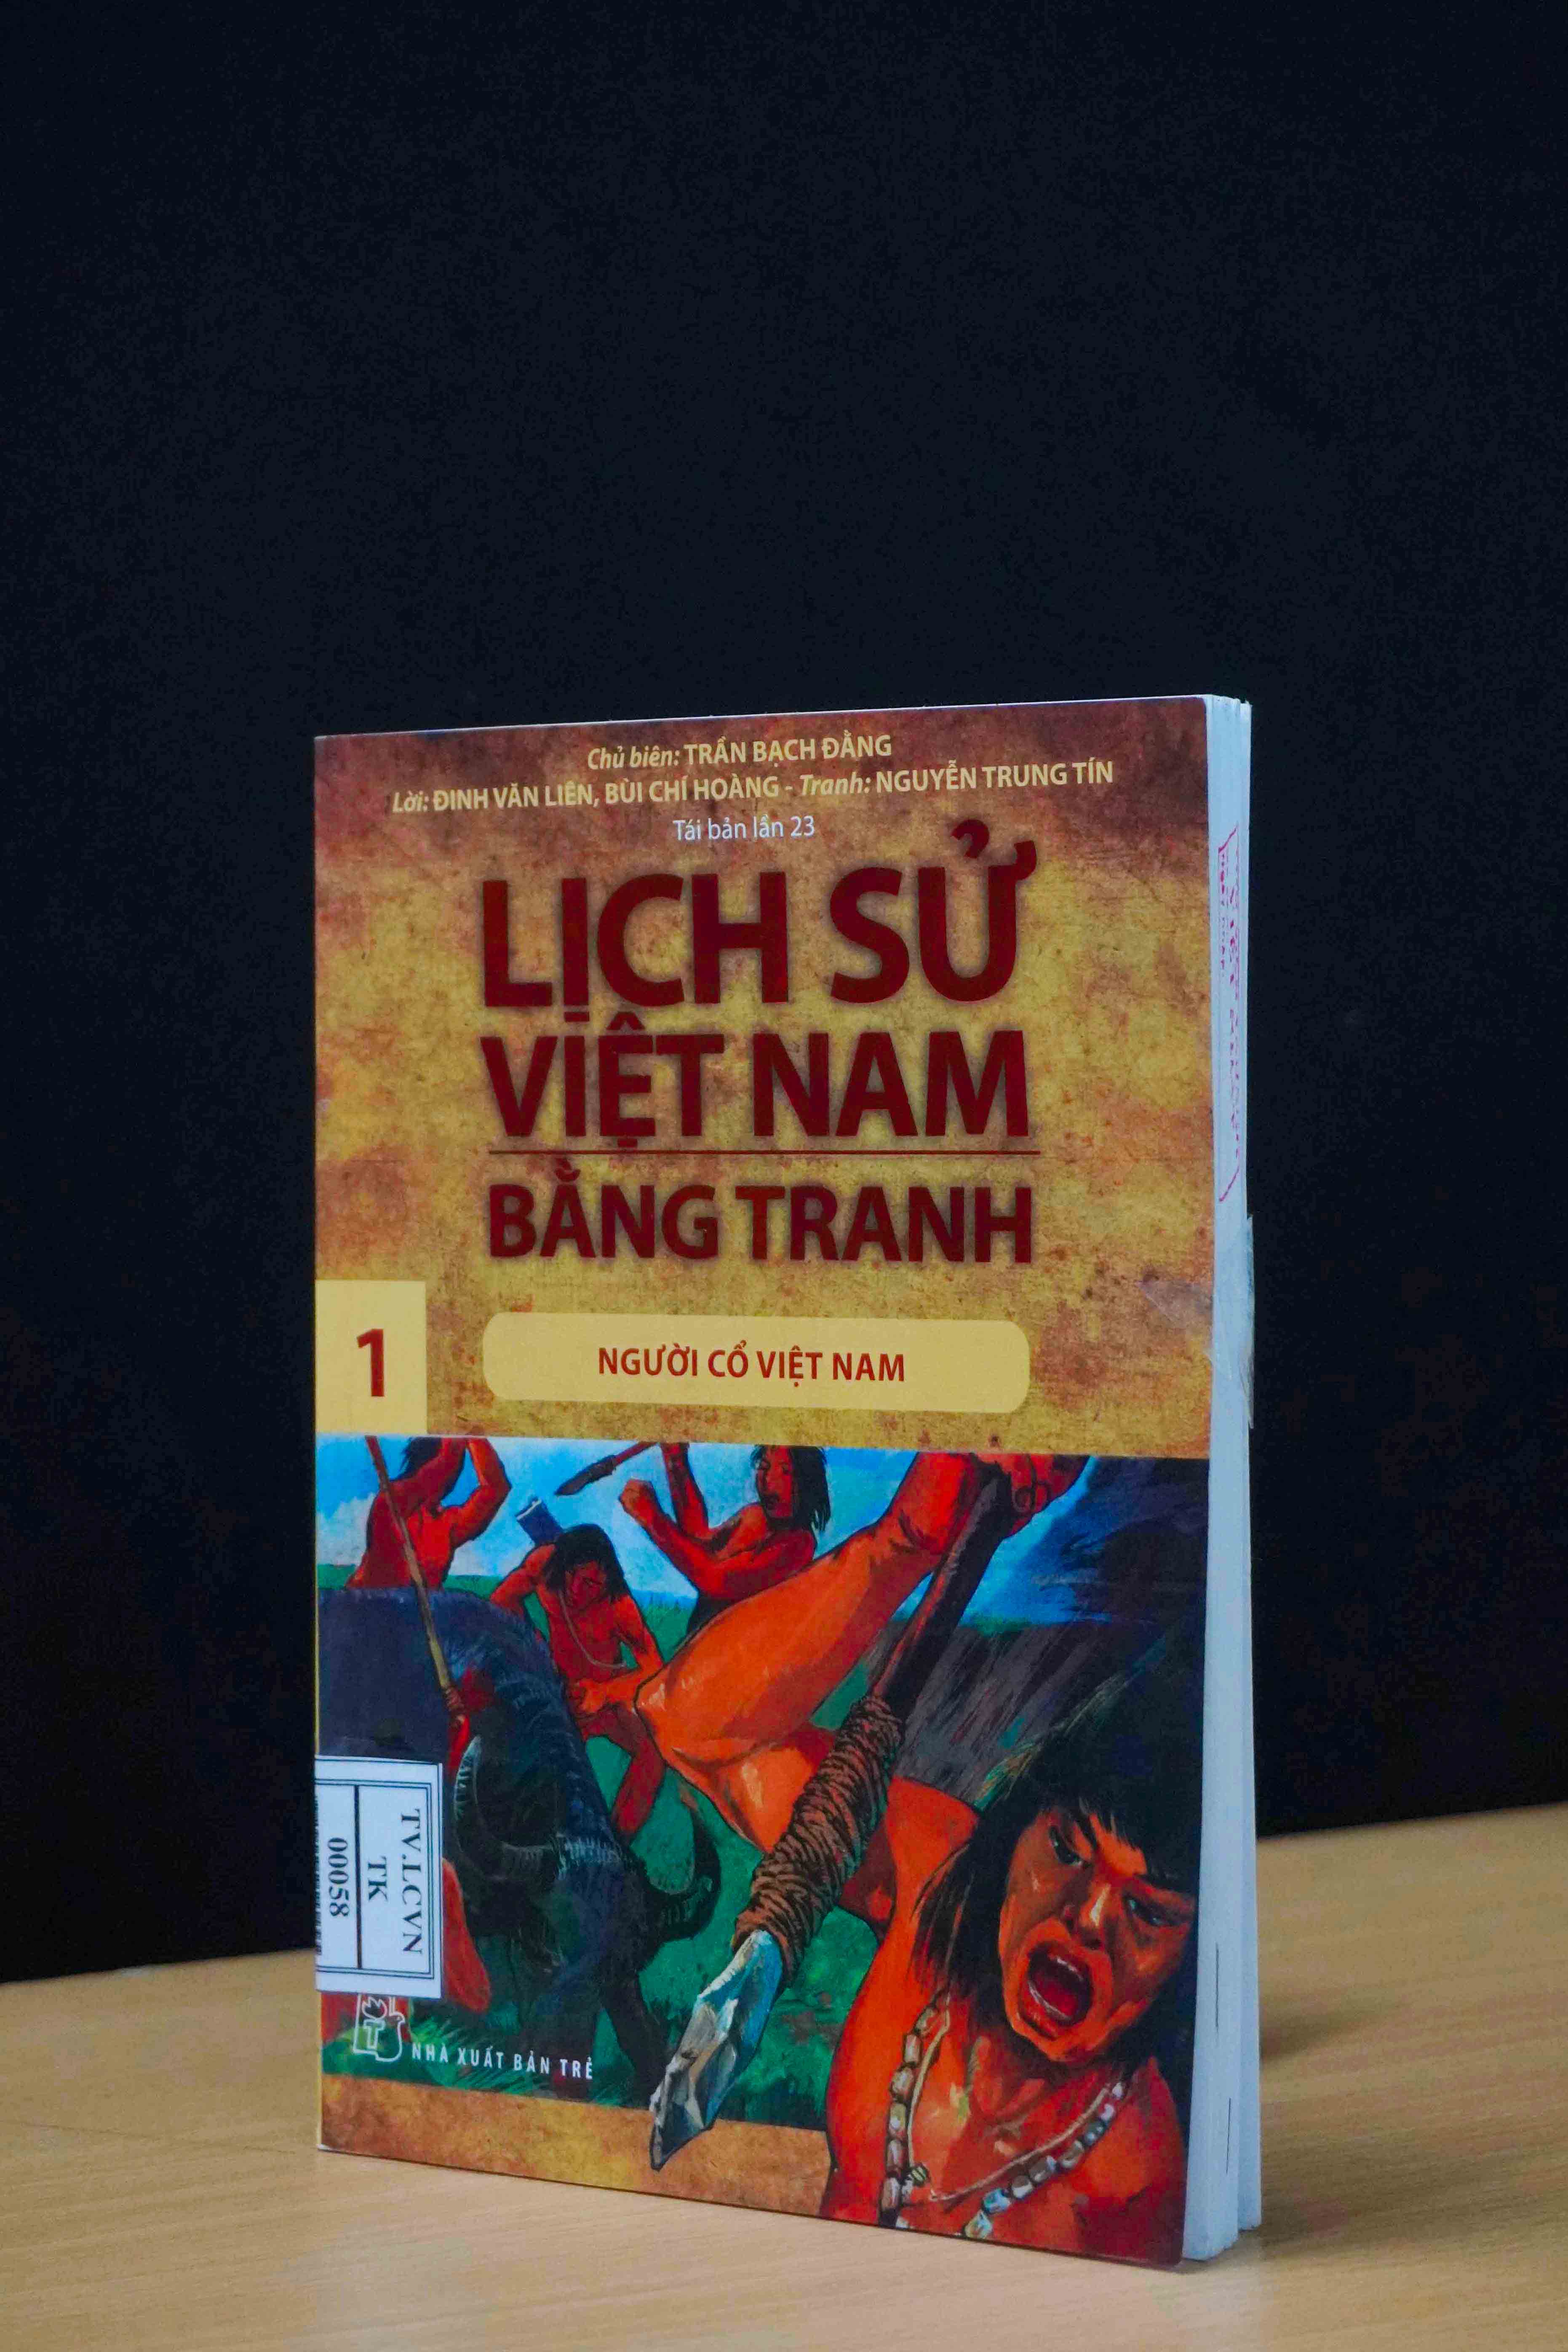 Chủ biên: TRẦN BẠCH ĐẰNG
Lời: ĐINH VĂN LIÊN, BÙI CHÍ HOÀNG - Tranh: NGUYỄN TRUNG TÍN
Tái bản lần 23
LỊCH SỬ
VIỆT NAM
BẰNG TRANH
1
NGƯỜI CỔ VIỆT NAM
TV.LCVN
TK
00058
T
NHÀ XUẤT BẢN TRẺ